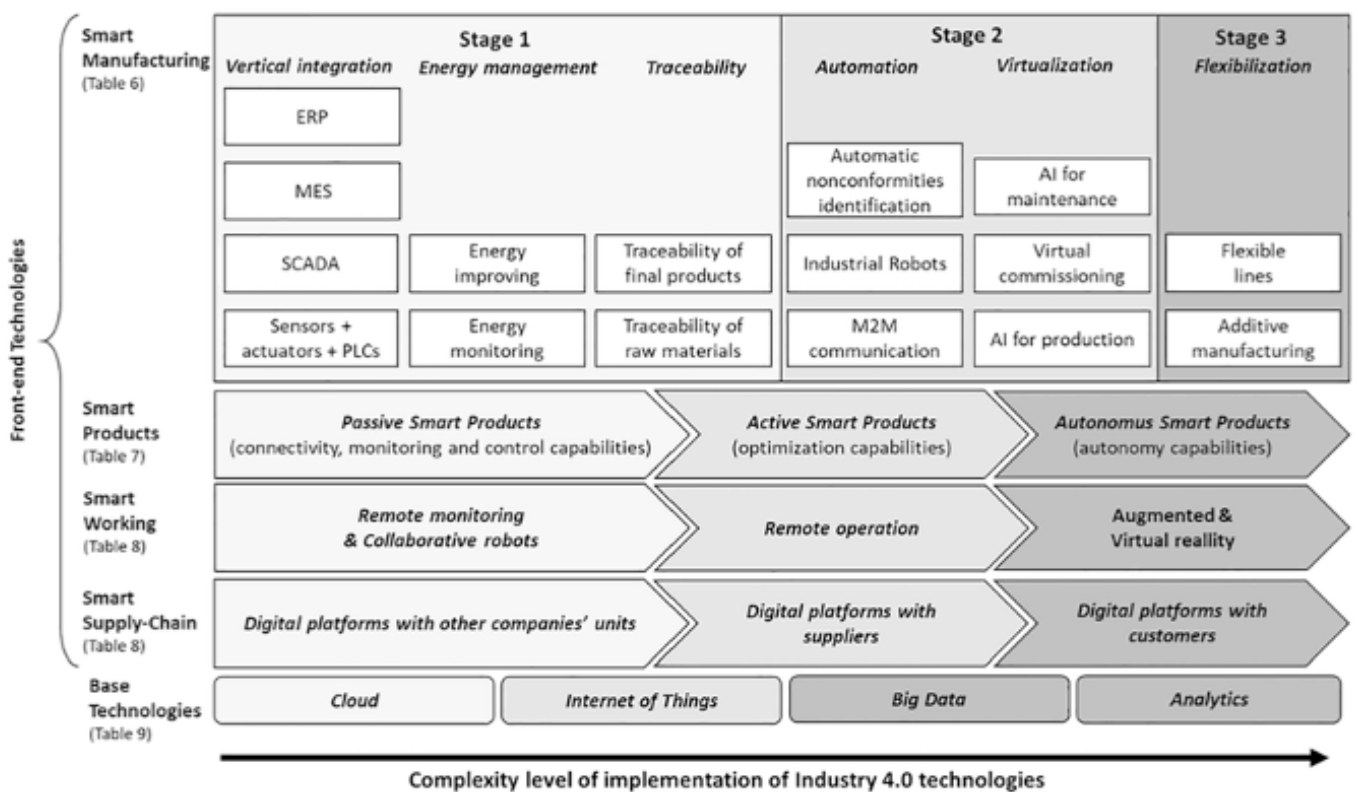 Front-end Technologies
Smart
Manufacturing
(Table 6)
Stage 1
Stage 2
Stage 3
Vertical integration
Energy management
Traceability
Automation
Virtualization
Flexibilization
ERP
MES
SCADA
Sensors +
actuators + PLCs
Energy
improving
Energy
monitoring
Traceability of
final products
Traceability of
raw materials
Automatic
nonconformities
identification
Industrial Robots
M2M
communication
AI for
maintenance
Virtual
commissioning
AI for production
Flexible
lines
Additive
manufacturing
Smart
Products
(Table 7)
Passive Smart Products
(connectivity, monitoring and control capabilities)
Active Smart Products
(optimization capabilities)
Autonomus Smart Products
(autonomy capabilities)
Smart
Working
(Table 8)
Remote monitoring
& Collaborative robots
Remote operation
Augmented &
Virtual reallity
Smart
Supply-Chain
(Table 8)
Digital platforms with other companies' units
Digital platforms with
suppliers
Digital platforms with
customers
Base
Technologies
(Table 9)
Cloud
Internet of Things
Big Data
Analytics
Complexity level of implementation of Industry 4.0 technologies